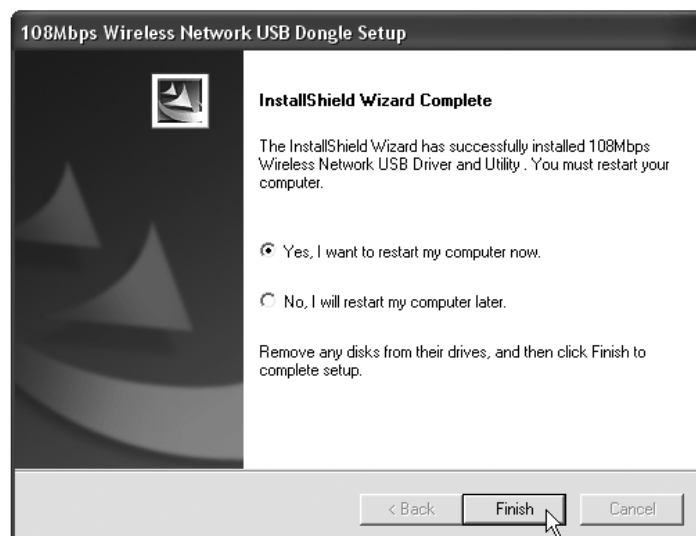 108Mbps Wireless Network USB Dongle Setup
InstallShield Wizard Complete
The InstallShield Wizard has successfully installed 108Mbps
Wireless Network USB Driver and Utility . You must restart your
computer.
Yes, I want to restart my computer now.
No, I will restart my computer later.
Remove any disks from their drives, and then click Finish to
complete setup.
< Back
Finish
Cancel